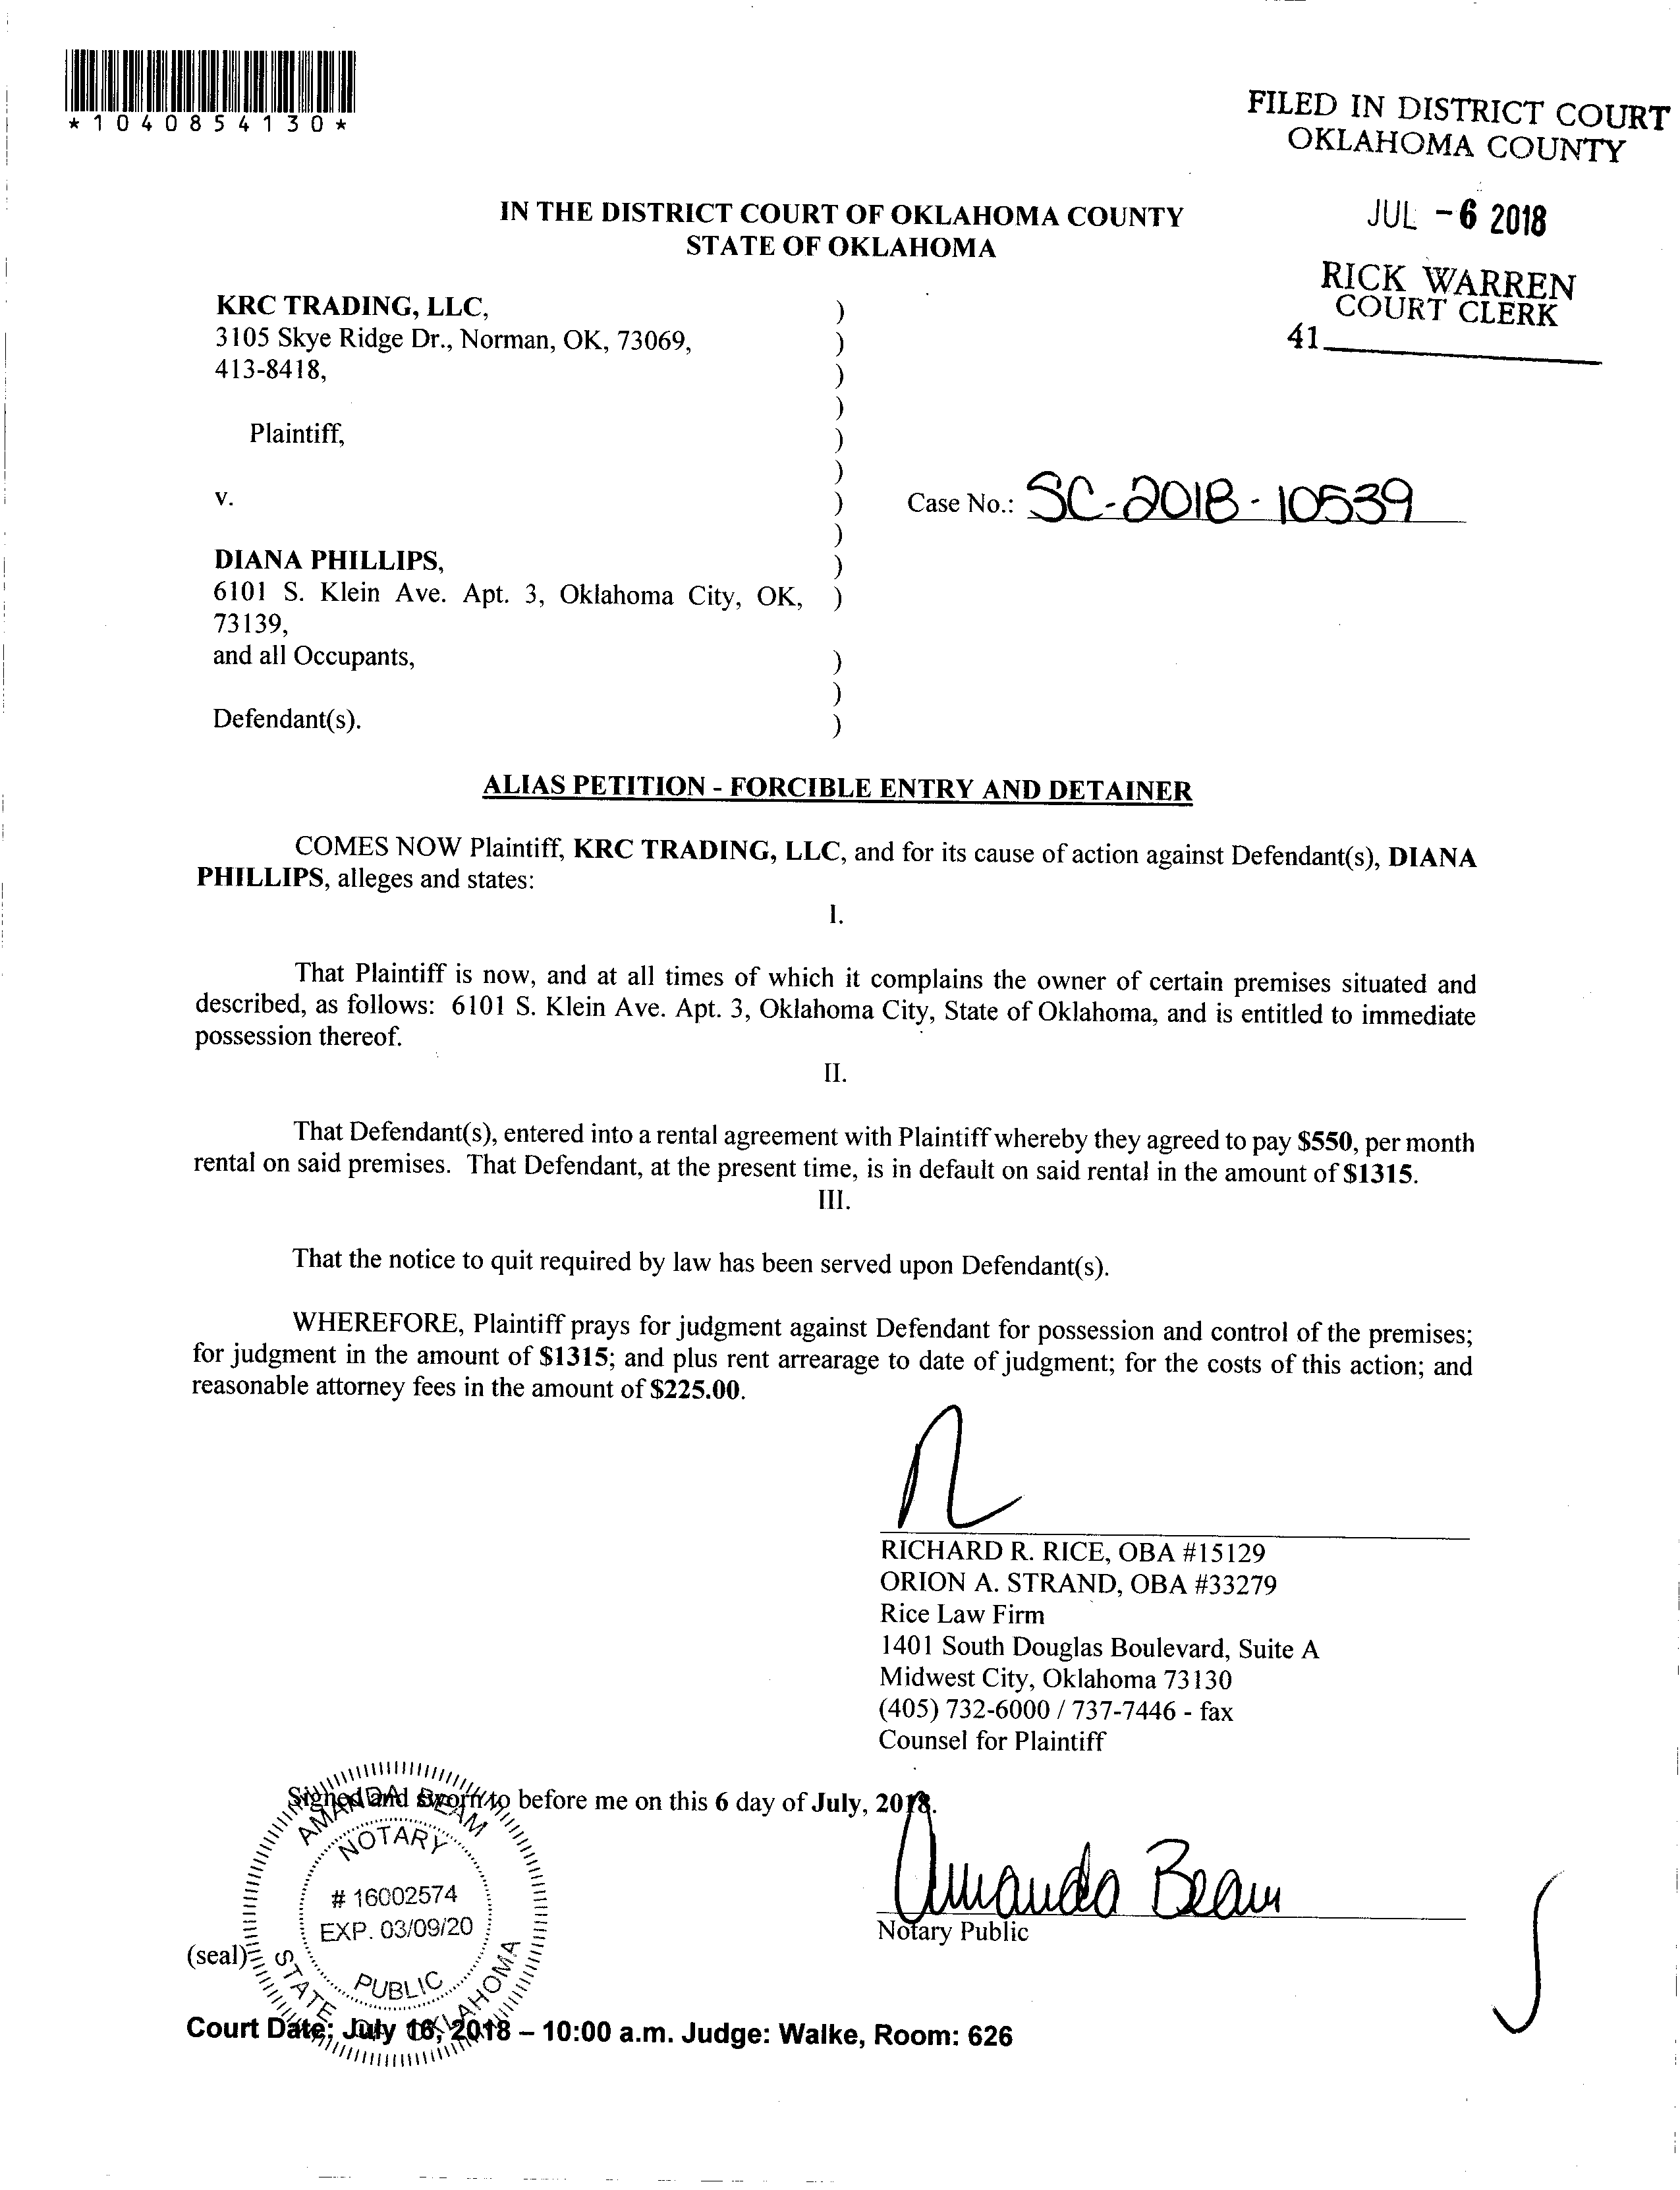 *1040854130*
FILED IN DISTRICT COURT
OKLAHOMA COUNTY
JUL -6 2018
RICK WARREN
COURT CLERK
41
IN THE DISTRICT COURT OF OKLAHOMA COUNTY
STATE OF OKLAHOMA
KRC TRADING, LLC, )
3105 Skye Ridge Dr., Norman, OK, 73069, )
413-8418, )
)
Plaintiff, )
)
v. )
Case No.: SC-2018-10539
)
DIANA PHILLIPS, )
6101 S. Klein Ave. Apt. 3, Oklahoma City, OK, )
73139,
and all Occupants, )
)
Defendant(s). )
ALIAS PETITION - FORCIBLE ENTRY AND DETAINER
COMES NOW Plaintiff, KRC TRADING, LLC, and for its cause of action against Defendant(s), DIANA
PHILLIPS, alleges and states:
I.
That Plaintiff is now, and at all times of which it complains the owner of certain premises situated and
described, as follows: 6101 S. Klein Ave. Apt. 3, Oklahoma City, State of Oklahoma, and is entitled to immediate
possession thereof.
II.
That Defendant(s), entered into a rental agreement with Plaintiff whereby they agreed to pay $550, per month
rental on said premises. That Defendant, at the present time, is in default on said rental in the amount of $1315.
III.
That the notice to quit required by law has been served upon Defendant(s).
WHEREFORE, Plaintiff prays for judgment against Defendant for possession and control of the premises;
for judgment in the amount of $1315; and plus rent arrearage to date of judgment; for the costs of this action; and
reasonable attorney fees in the amount of $225.00.
RICHARD R. RICE, OBA #15129
ORION A. STRAND, OBA #33279
Rice Law Firm
1401 South Douglas Boulevard, Suite A
Midwest City, Oklahoma 73130
(405) 732-6000 / 737-7446 - fax
Counsel for Plaintiff
Signed and sworn to before me on this 6 day of July, 2018.
AMANDA BEAM
NOTARY
# 16002574
EXP. 03/09/20
PUBLIC
STATE OF OKLAHOMA
Amanda Beam
Notary Public
(seal)
Court Date: July 16, 2018 – 10:00 a.m. Judge: Walke, Room: 626